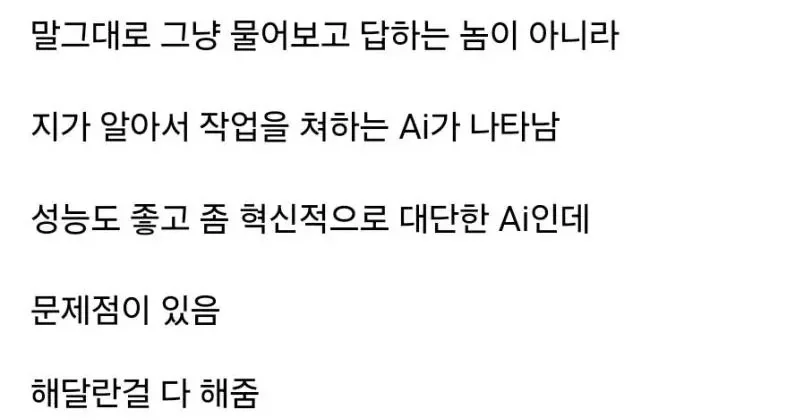 말그대로 그냥 물어보고 답하는 놈이 아니라
지가 알아서 작업을 쳐하는 Ai가 나타남
성능도 좋고 좀 혁신적으로 대단한 Ai인데
문제점이 있음
해달란걸 다 해줌